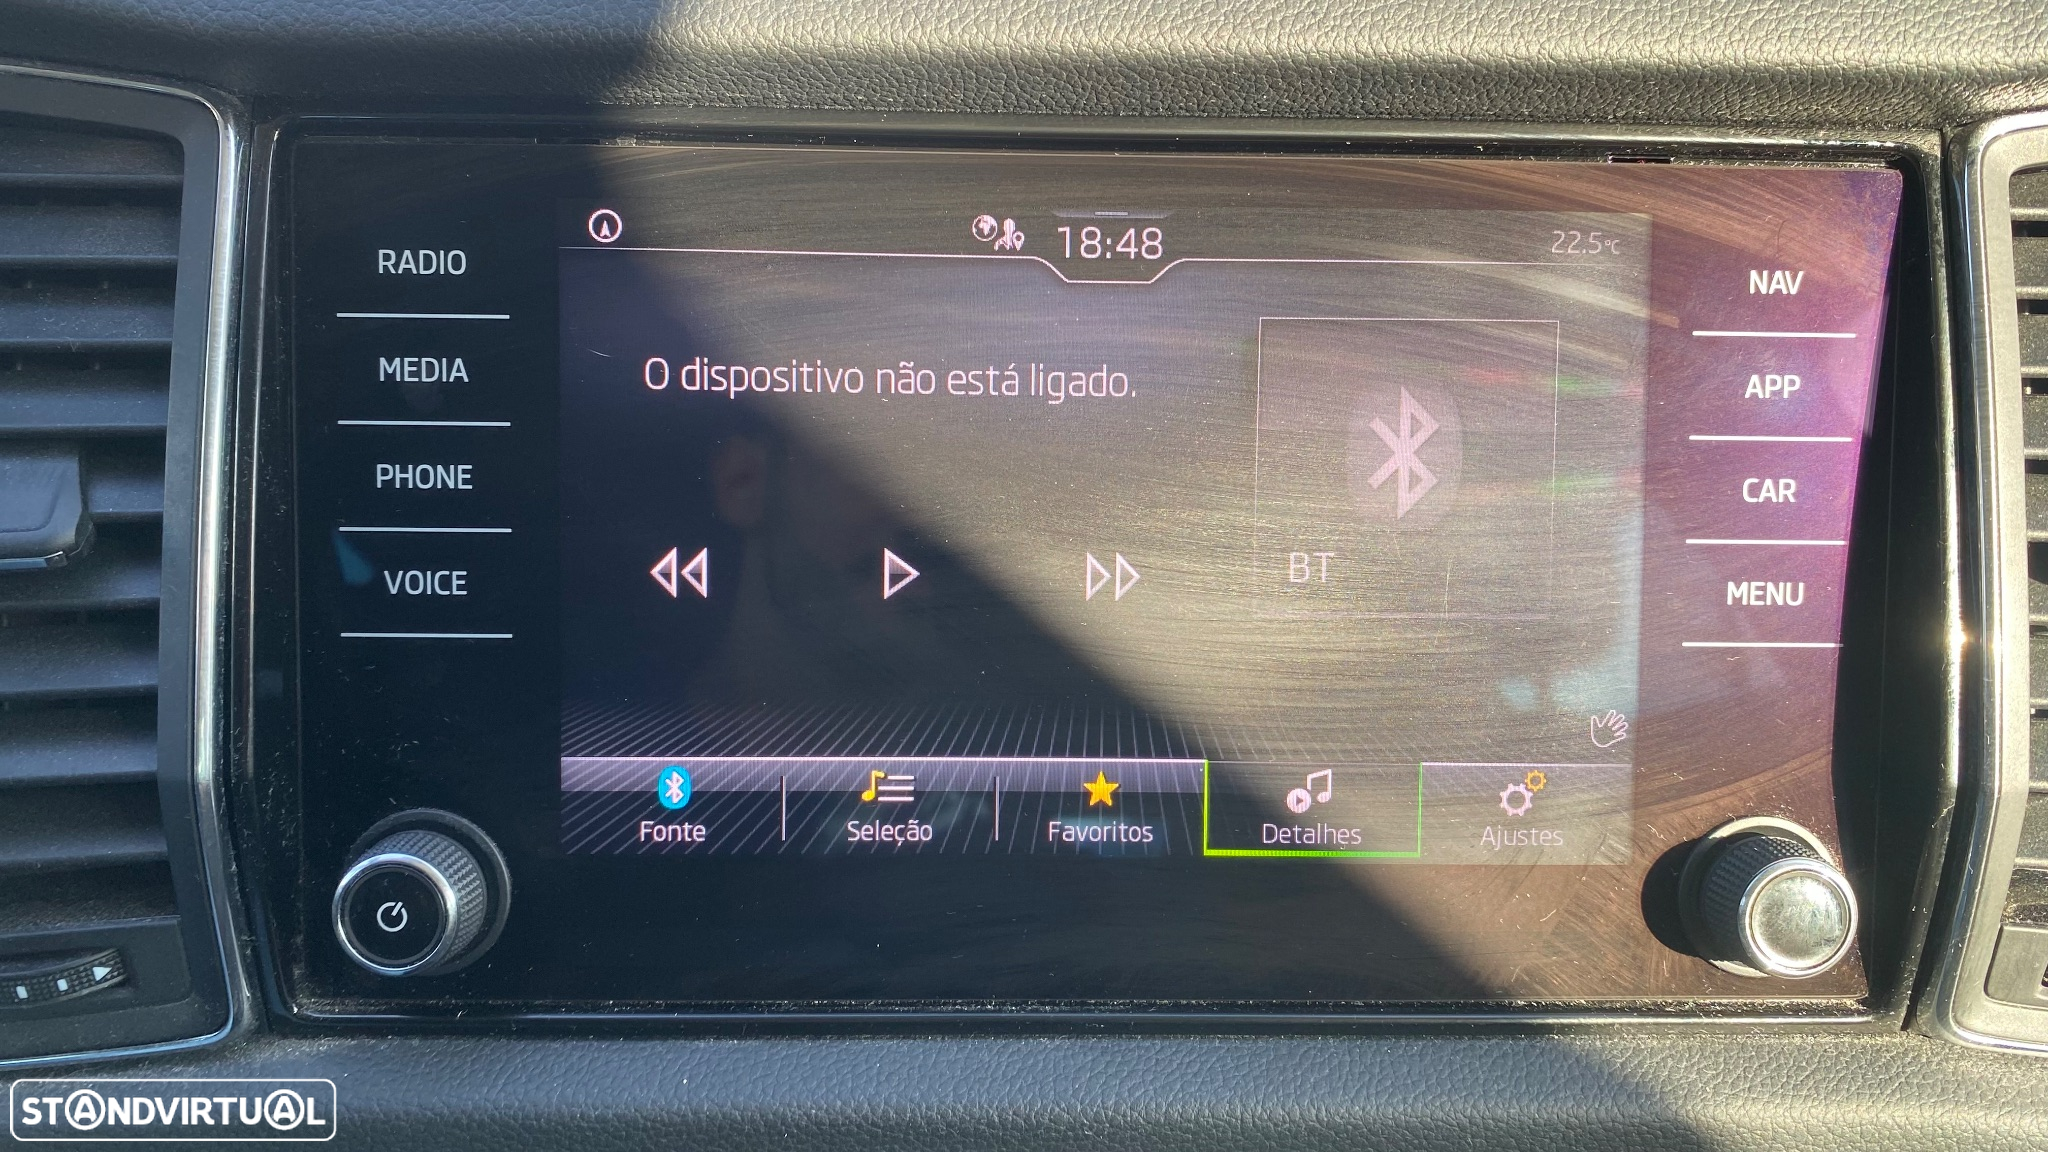 RADIO
MEDIA
PHONE
VOICE
18:48
22.5°C
O dispositivo não está ligado.
BT
Fonte
Seleção
Favoritos
Detalhes
Ajustes
NAV
APP
CAR
MENU
STANDVIRTUAL